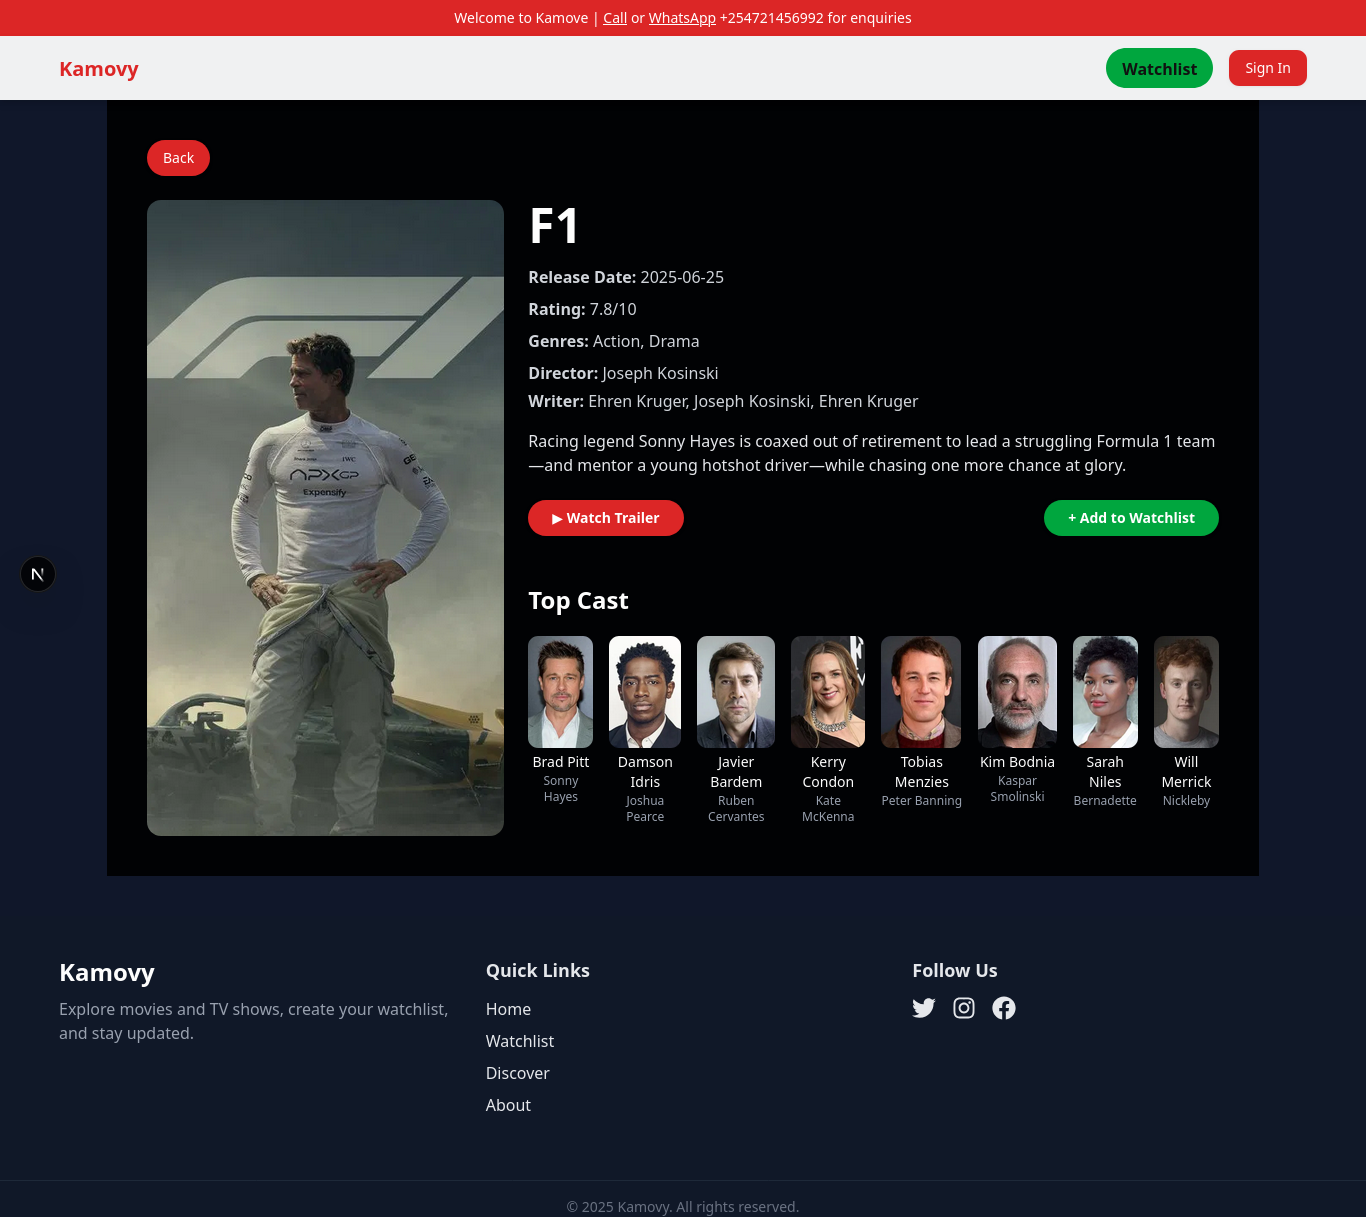 Welcome to Kamove | Call or WhatsApp +254721456992 for enquiries
Kamovy
Watchlist
Sign In
Back
F1
Release Date: 2025-06-25
Rating: 7.8/10
Genres: Action, Drama
Director: Joseph Kosinski
Writer: Ehren Kruger, Joseph Kosinski, Ehren Kruger
Racing legend Sonny Hayes is coaxed out of retirement to lead a struggling Formula 1 team
—and mentor a young hotshot driver—while chasing one more chance at glory.
▶ Watch Trailer
+ Add to Watchlist
IWC
APXGP
Expensify
N
Top Cast
Brad Pitt
Sonny
Hayes
Damson
Idris
Joshua
Pearce
Javier
Bardem
Ruben
Cervantes
Kerry
Condon
Kate
McKenna
Tobias
Menzies
Peter Banning
Kim Bodnia
Kaspar
Smolinski
Sarah
Niles
Bernadette
Will
Merrick
Nickleby
Kamovy
Explore movies and TV shows, create your watchlist,
and stay updated.
Quick Links
Home
Watchlist
Discover
About
Follow Us
© 2025 Kamovy. All rights reserved.